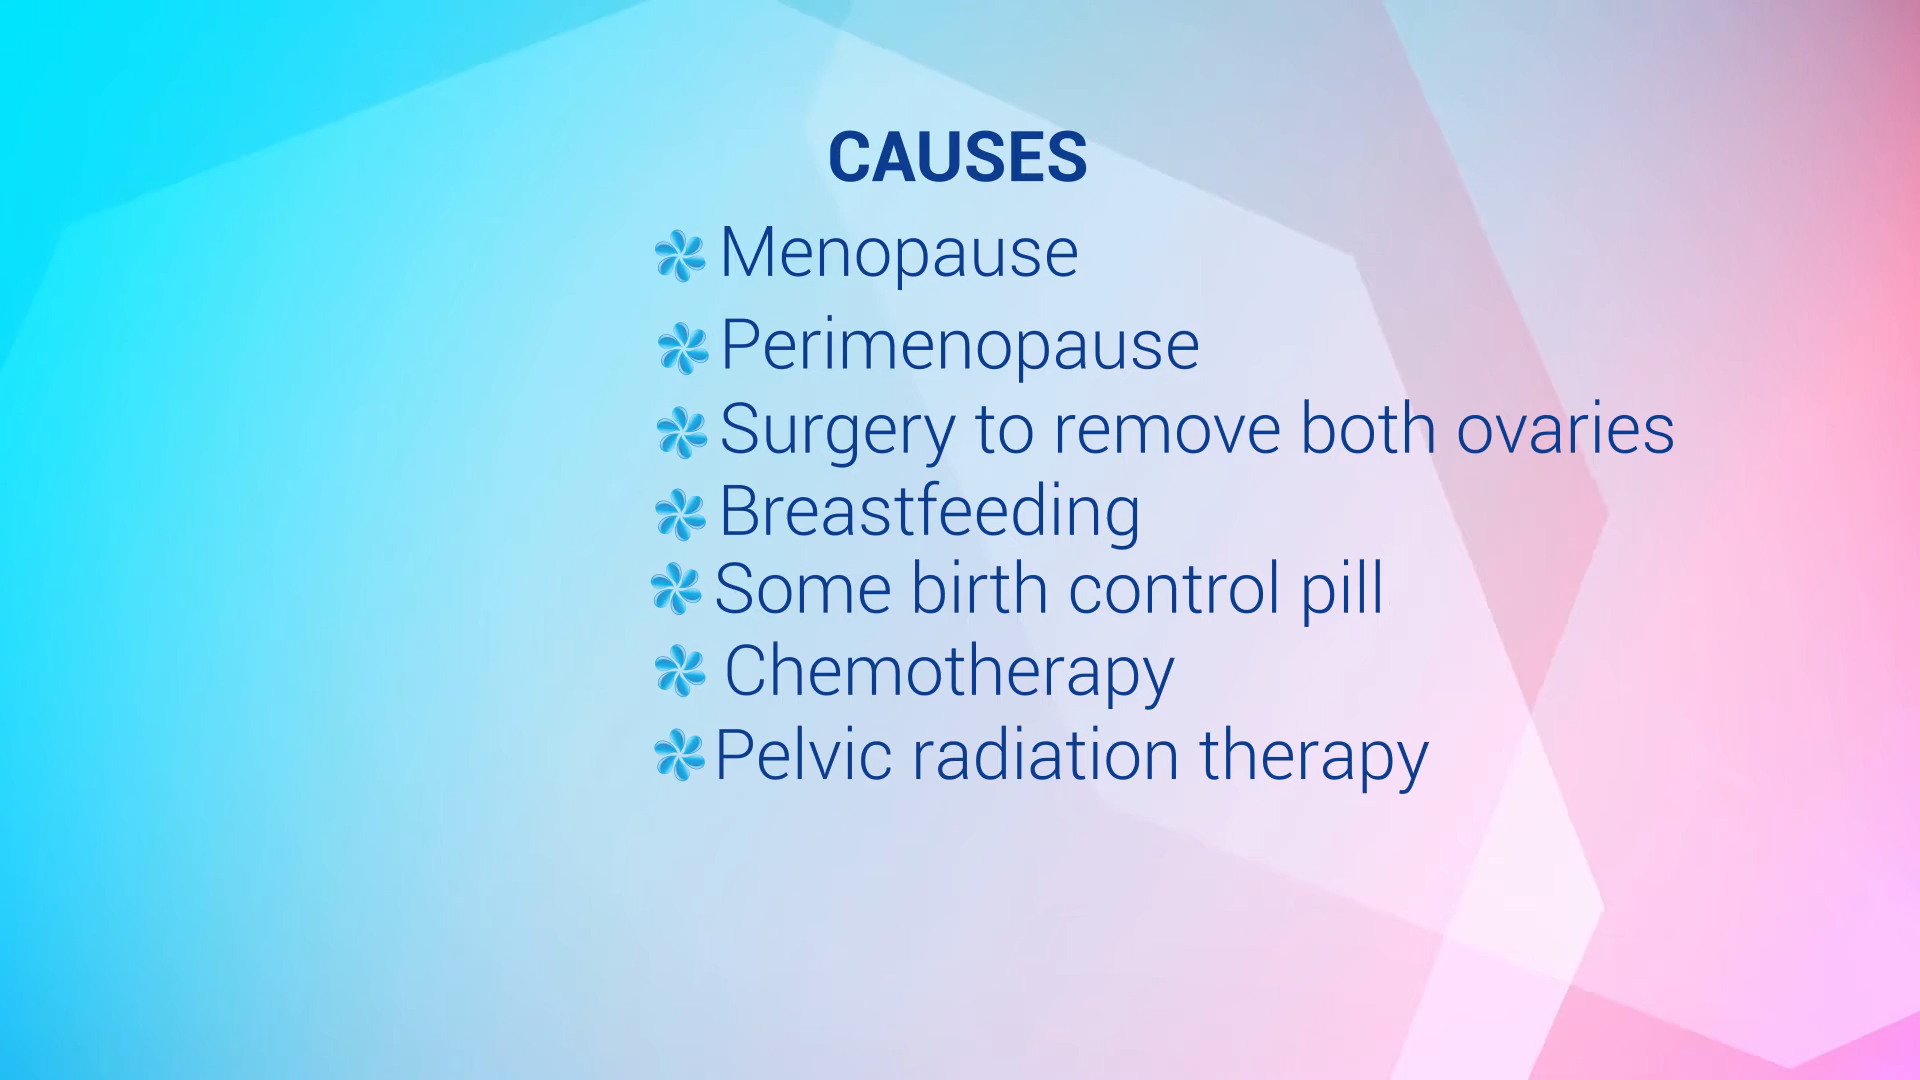 CAUSES
Menopause
Perimenopause
Surgery to remove both ovaries
Breastfeeding
Some birth control pill
Chemotherapy
Pelvic radiation therapy